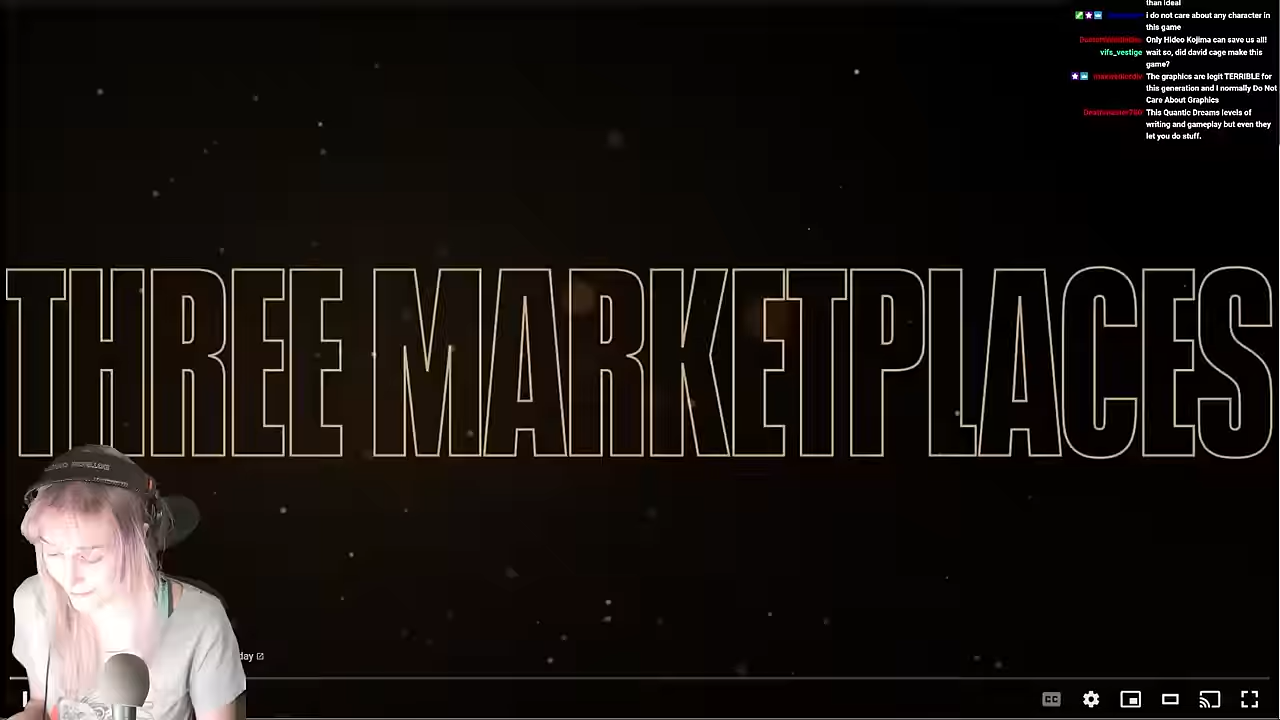 than ideal
i do not care about any character in
this game
Only Hideo Kojima can save us all!
vifs_vestige wait so, did david cage make this
game?
The graphics are legit TERRIBLE for
this generation and I normally Do Not
Care About Graphics
This Quantic Dreams levels of
writing and gameplay but even they
let you do stuff.
THREE MARKETPLACES
day
CC